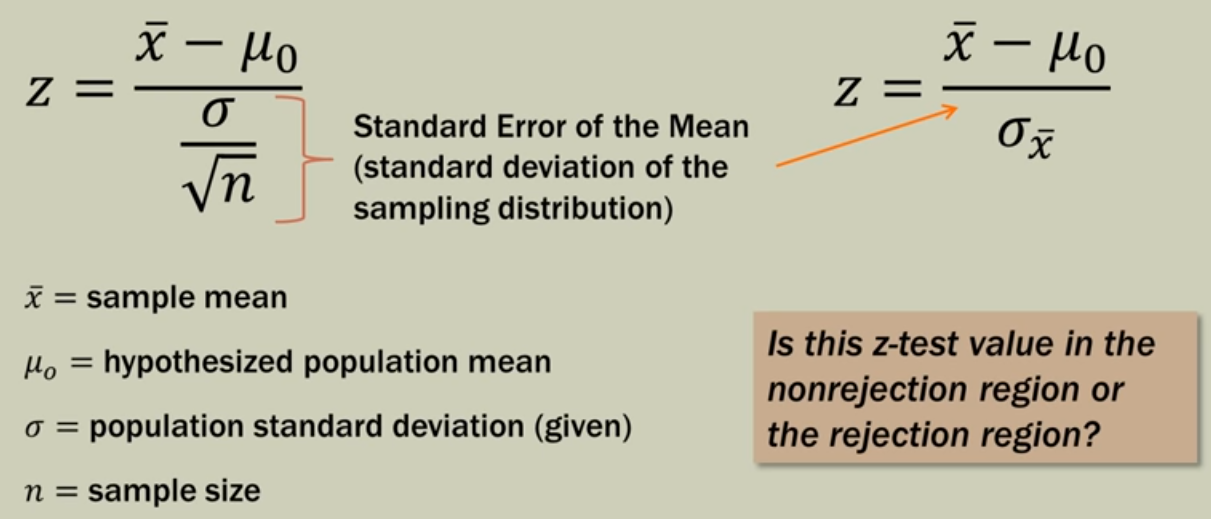 z = (x̄ − μ₀) / (σ / √n)
Standard Error of the Mean
(standard deviation of the
sampling distribution)
z = (x̄ − μ₀) / σ_x̄
x̄ = sample mean
μₒ = hypothesized population mean
σ = population standard deviation (given)
n = sample size
Is this z-test value in the
nonrejection region or
the rejection region?